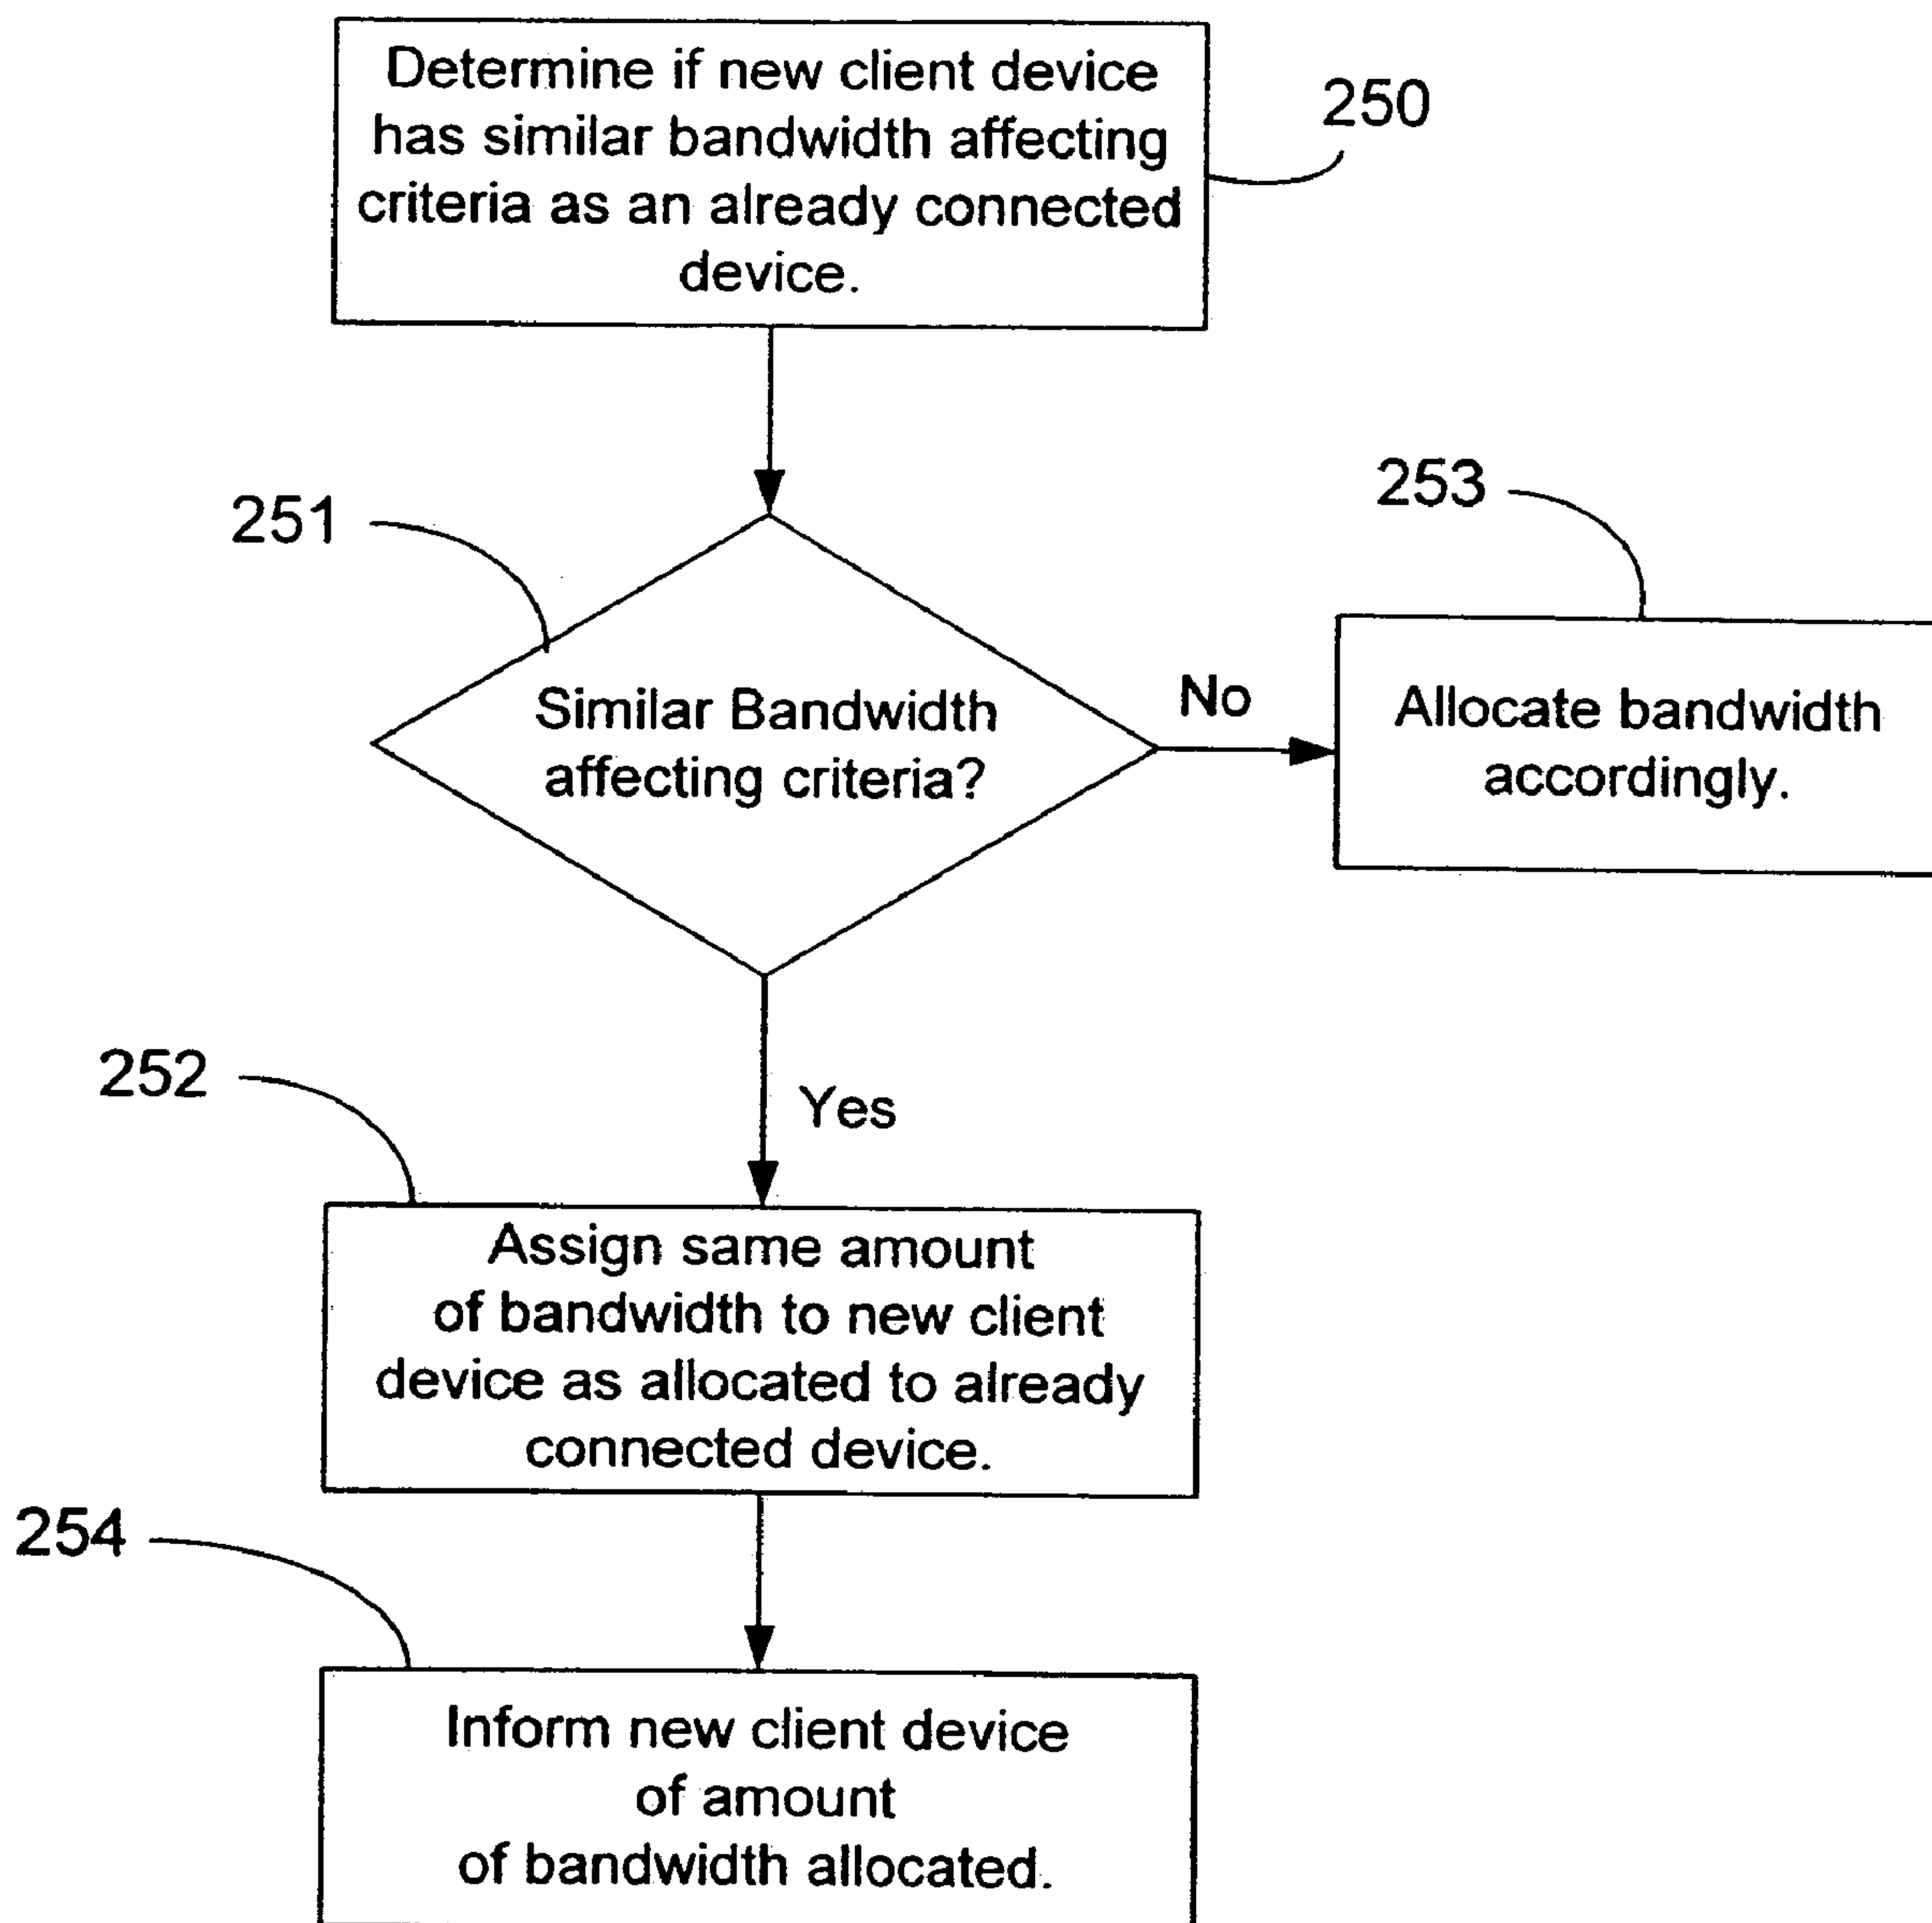 Determine if new client device
has similar bandwidth affecting
criteria as an already connected
device.
250
251
Similar Bandwidth
affecting criteria?
No
253
Allocate bandwidth
accordingly.
Yes
252
Assign same amount
of bandwidth to new client
device as allocated to already
connected device.
254
Inform new client device
of amount
of bandwidth allocated.